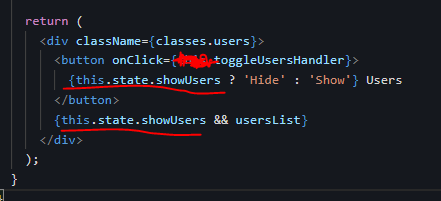 return (
<div className={classes.users}>
<button onClick={.toggleUsersHandler}>
{this.state.showUsers ? 'Hide' : 'Show'} Users
</button>
{this.state.showUsers && usersList}
</div>
);
}